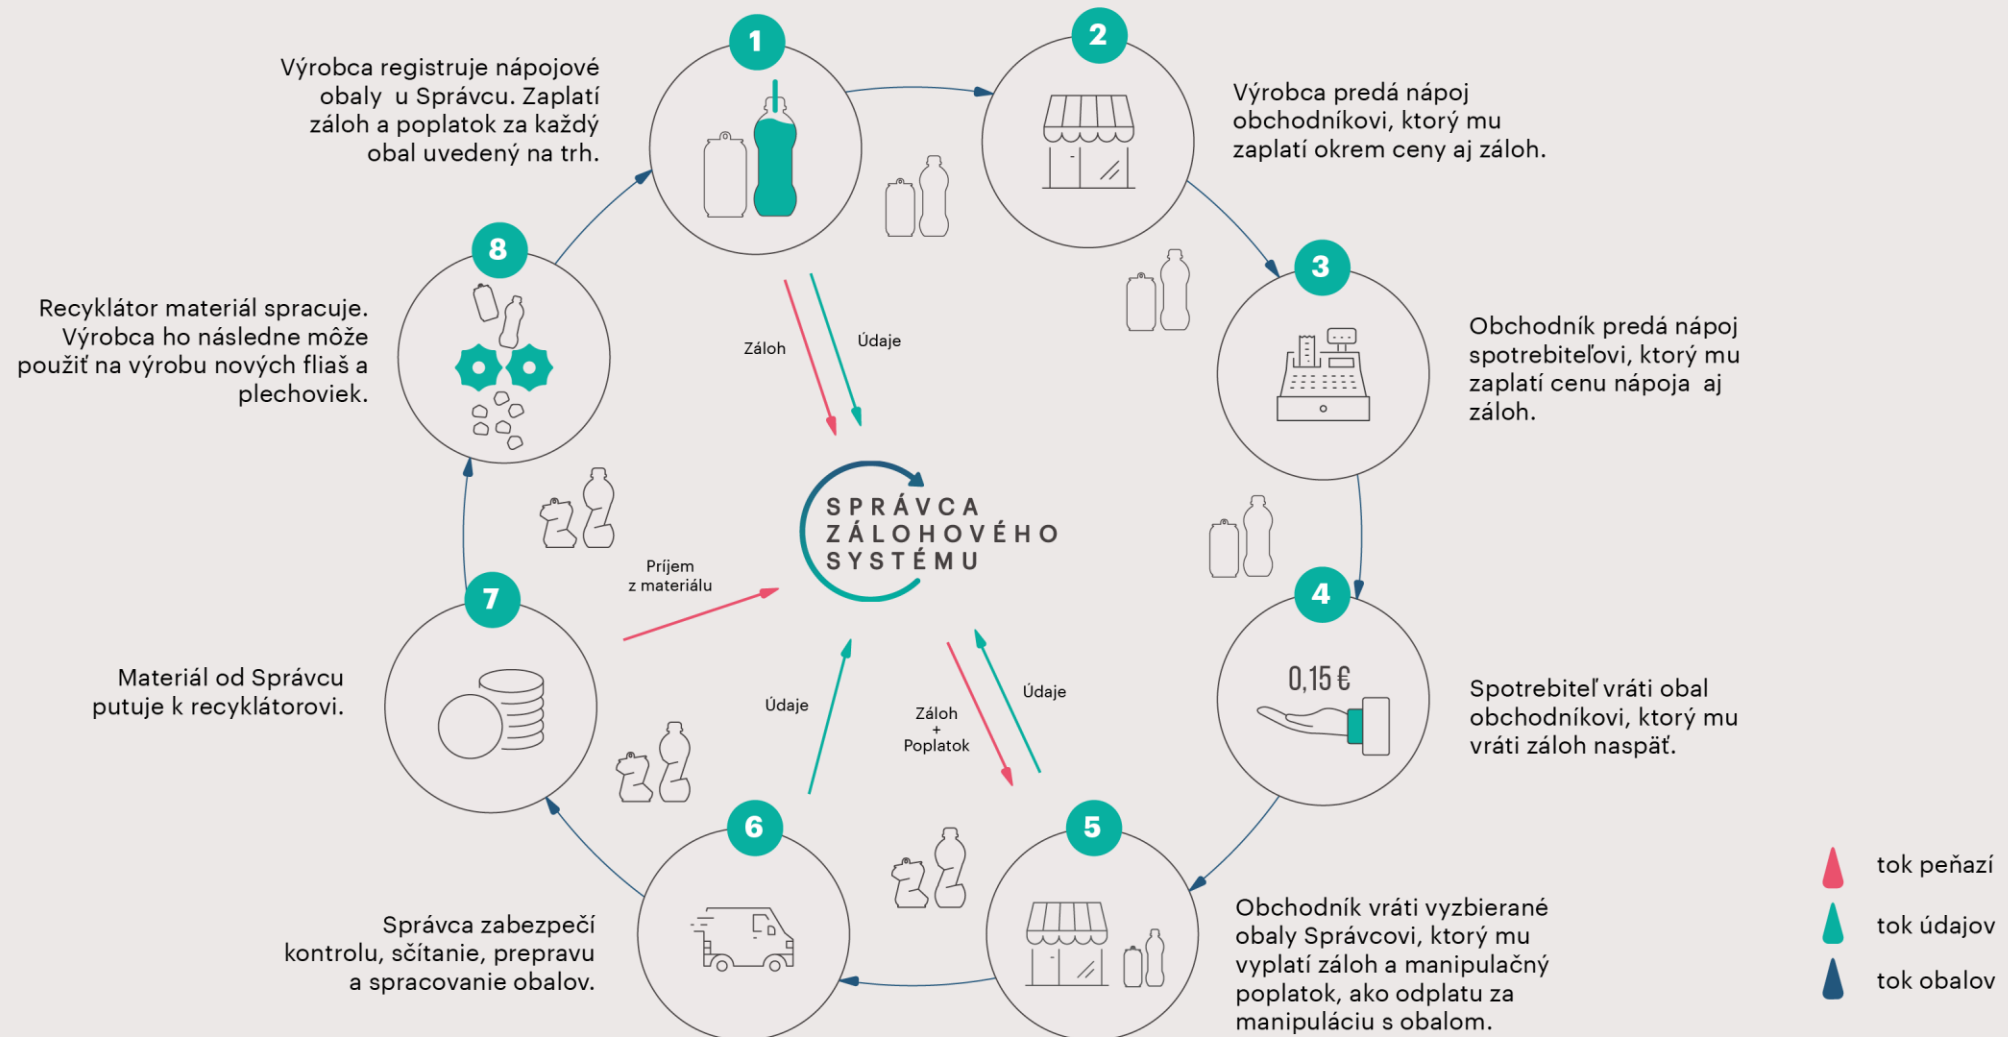 1
Výrobca registruje nápojové
obaly u Správcu. Zaplatí
záloh a poplatok za každý
obal uvedený na trh.
2
Výrobca predá nápoj
obchodníkovi, ktorý mu
zaplatí okrem ceny aj záloh.
3
Obchodník predá nápoj
spotrebiteľovi, ktorý mu
zaplatí cenu nápoja aj
záloh.
4
0,15 €
Spotrebiteľ vráti obal
obchodníkovi, ktorý mu
vráti záloh naspäť.
5
Obchodník vráti vyzbierané
obaly Správcovi, ktorý mu
vyplatí záloh a manipulačný
poplatok, ako odplatu za
manipuláciu s obalom.
6
Správca zabezpečí
kontrolu, sčítanie, prepravu
a spracovanie obalov.
7
Materiál od Správcu
putuje k recyklátorovi.
8
Recyklátor materiál spracuje.
Výrobca ho následne môže
použiť na výrobu nových fliaš a
plechoviek.
Záloh
Údaje
SPRÁVCA
ZÁLOHOVÉHO
SYSTÉMU
Príjem
z materiálu
Údaje
Záloh
+
Poplatok
Údaje
tok peňazí
tok údajov
tok obalov